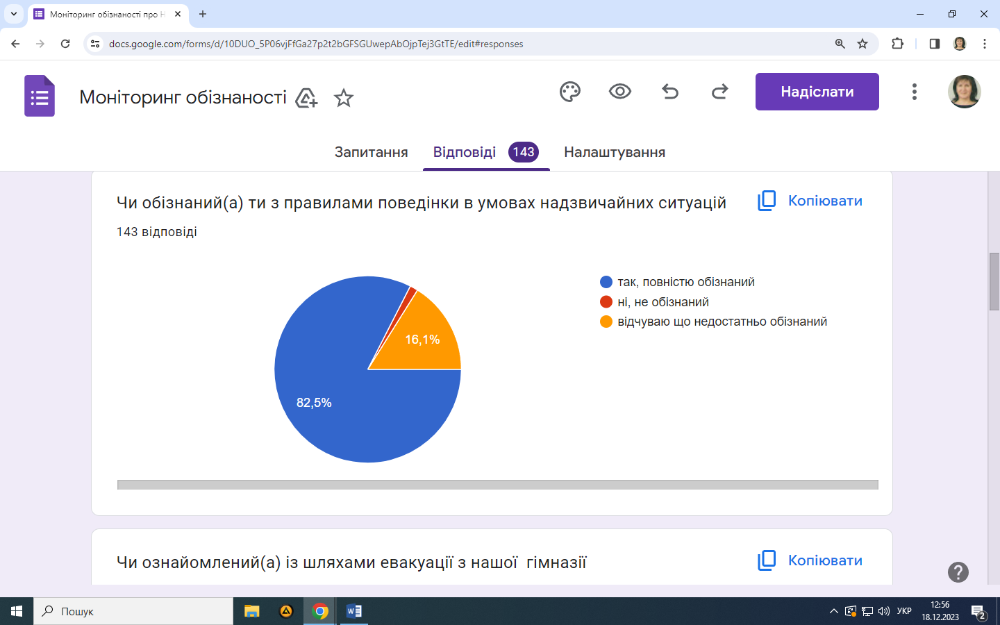 Моніторинг обізнаності про Н
docs.google.com/forms/d/10DUO_5P06vjFfGa27p2t2bGFSGUwepAbOjpTej3GtTE/edit#responses
Моніторинг обізнаності
Надіслати
Запитання
Відповіді 143
Налаштування
Чи обізнаний(а) ти з правилами поведінки в умовах надзвичайних ситуацій
Копіювати
143 відповіді
так, повністю обізнаний
ні, не обізнаний
відчуваю що недостатньо обізнаний
16,1%
82,5%
Чи ознайомлений(а) із шляхами евакуації з нашої  гімназії
Копіювати
Пошук
УКР
12:56
18.12.2023
2